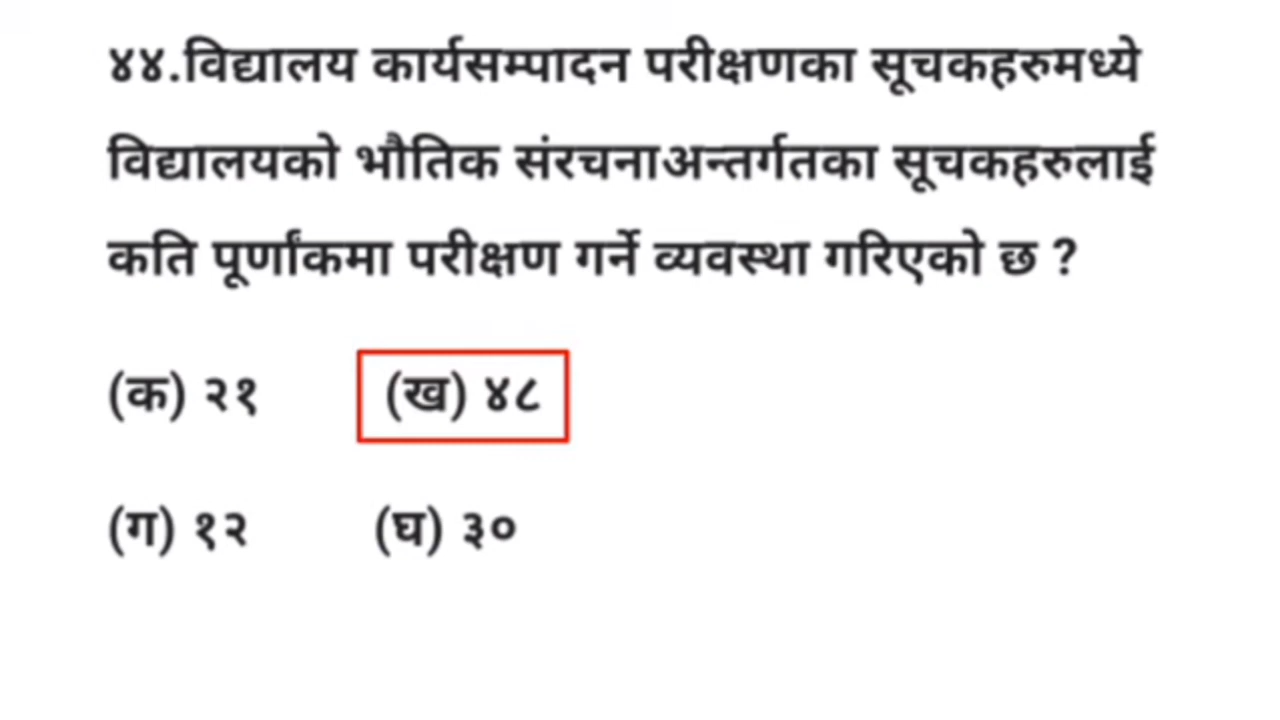 ४४.विद्यालय कार्यसम्पादन परीक्षणका सूचकहरुमध्ये
विद्यालयको भौतिक संरचनाअन्तर्गतका सूचकहरुलाई
कति पूर्णांकमा परीक्षण गर्ने व्यवस्था गरिएको छ ?
(क) २१ (ख) ४८
(ग) १२ (घ) ३०